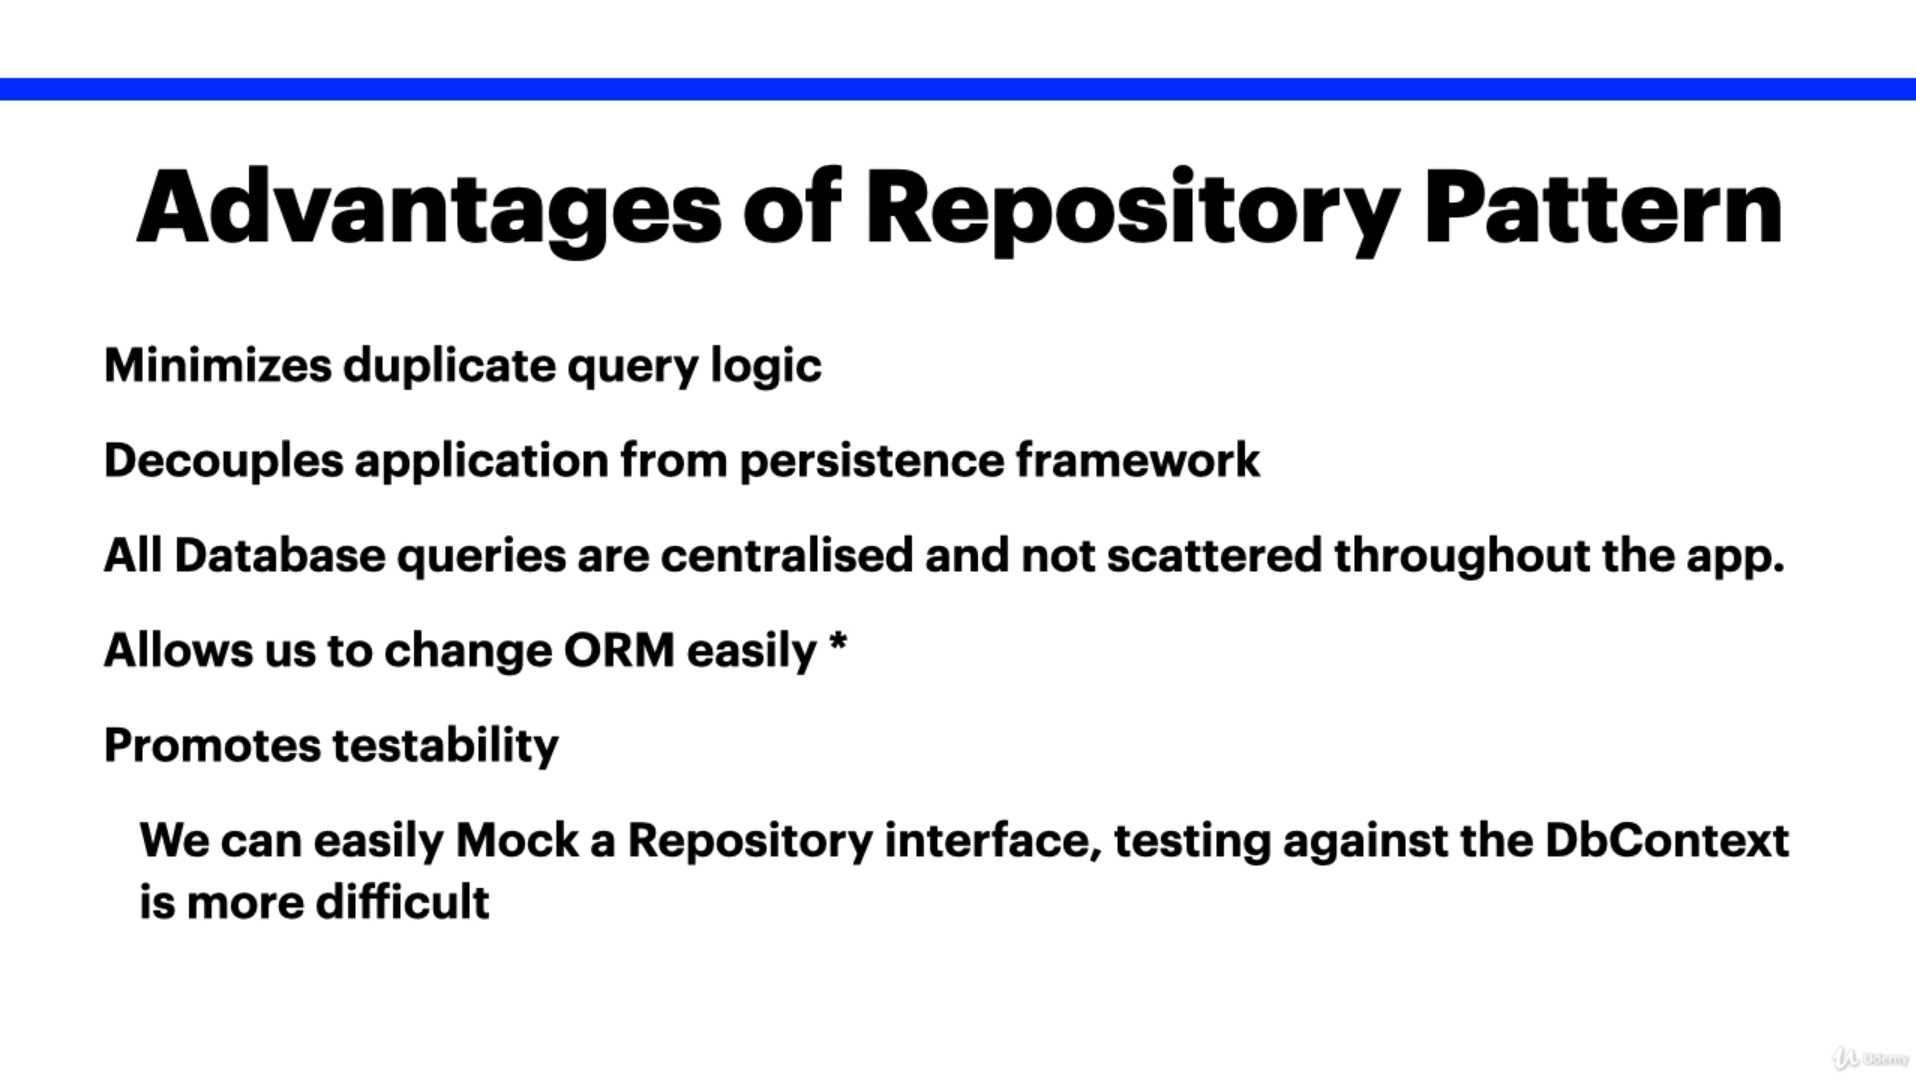 Advantages of Repository Pattern
Minimizes duplicate query logic
Decouples application from persistence framework
All Database queries are centralised and not scattered throughout the app.
Allows us to change ORM easily *
Promotes testability
We can easily Mock a Repository interface, testing against the DbContext
is more difficult
Udemy